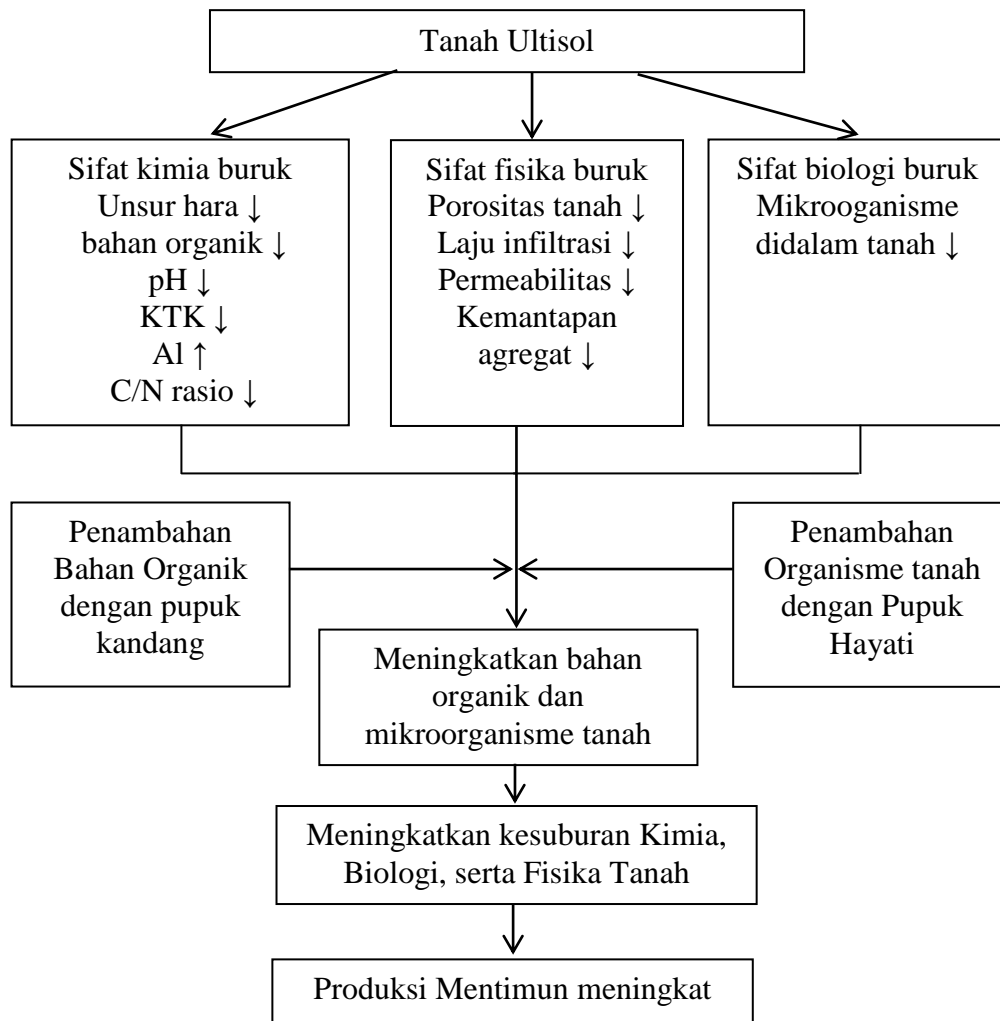 Tanah Ultisol
Sifat kimia buruk
Unsur hara ↓
bahan organik ↓
pH ↓
KTK ↓
Al ↑
C/N rasio ↓
Sifat fisika buruk
Porositas tanah ↓
Laju infiltrasi ↓
Permeabilitas ↓
Kemantapan
agregat ↓
Sifat biologi buruk
Mikrooganisme
didalam tanah ↓
Penambahan
Bahan Organik
dengan pupuk
kandang
Penambahan
Organisme tanah
dengan Pupuk
Hayati
Meningkatkan bahan
organik dan
mikroorganisme tanah
Meningkatkan kesuburan Kimia,
Biologi, serta Fisika Tanah
Produksi Mentimun meningkat